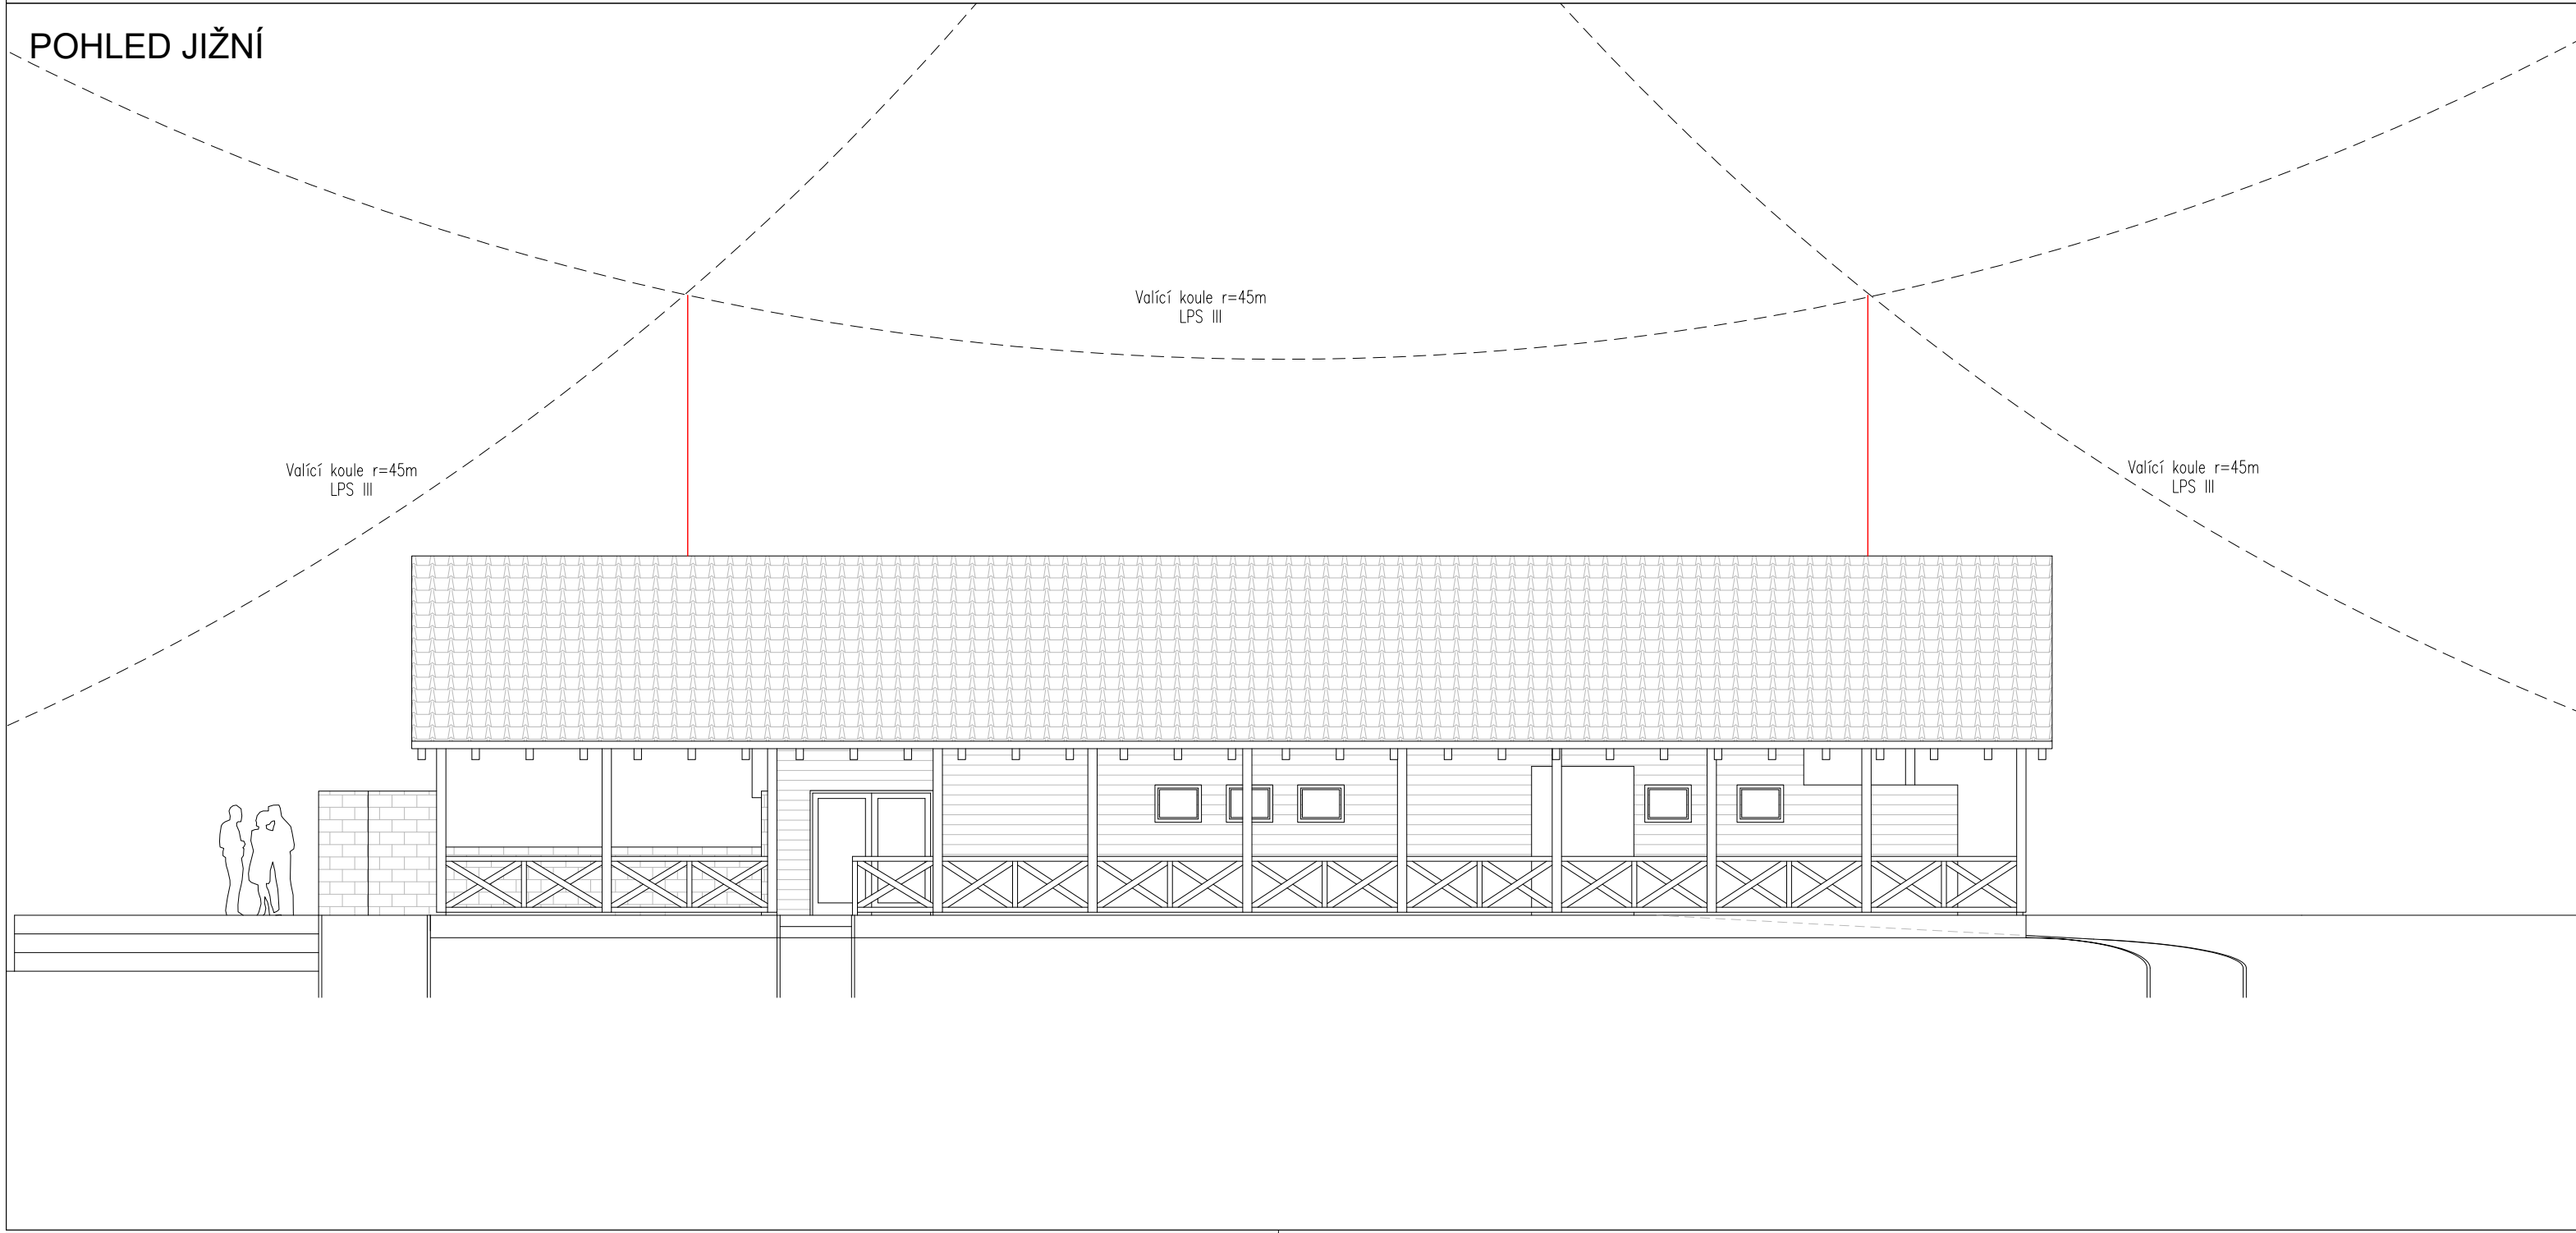 POHLED JIŽNÍ
Valící koule r=45m
LPS III
Valící koule r=45m
LPS III
Valící koule r=45m
LPS III